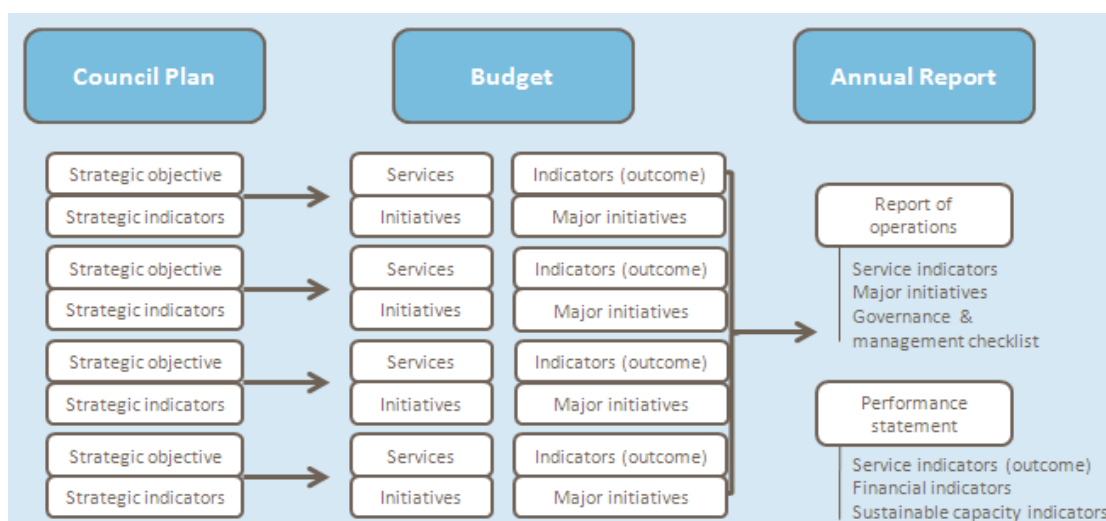 Council Plan
Budget
Annual Report
Strategic objective
Strategic indicators
Services
Initiatives
Indicators (outcome)
Major initiatives
Strategic objective
Strategic indicators
Services
Initiatives
Indicators (outcome)
Major initiatives
Strategic objective
Strategic indicators
Services
Initiatives
Indicators (outcome)
Major initiatives
Strategic objective
Strategic indicators
Services
Initiatives
Indicators (outcome)
Major initiatives
Report of
operations
Service indicators
Major initiatives
Governance &
management checklist
Performance
statement
Service indicators (outcome)
Financial indicators
Sustainable capacity indicators